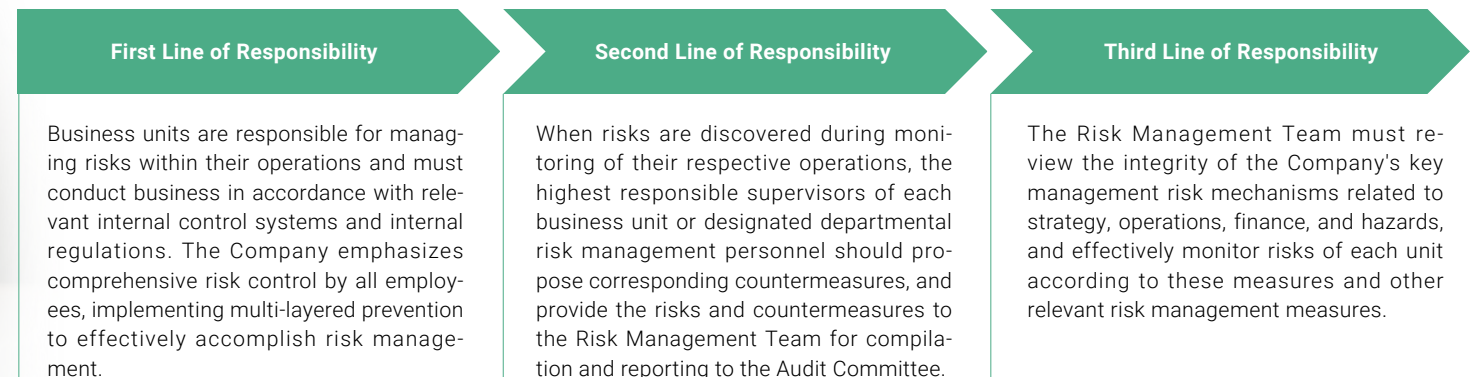 First Line of Responsibility
Business units are responsible for manag-
ing risks within their operations and must
conduct business in accordance with rele-
vant internal control systems and internal
regulations. The Company emphasizes
comprehensive risk control by all employ-
ees, implementing multi-layered prevention
to effectively accomplish risk manage-
ment.
Second Line of Responsibility
When risks are discovered during moni-
toring of their respective operations, the
highest responsible supervisors of each
business unit or designated departmental
risk management personnel should pro-
pose corresponding countermeasures, and
provide the risks and countermeasures to
the Risk Management Team for compila-
tion and reporting to the Audit Committee.
Third Line of Responsibility
The Risk Management Team must re-
view the integrity of the Company's key
management risk mechanisms related to
strategy, operations, finance, and hazards,
and effectively monitor risks of each unit
according to these measures and other
relevant risk management measures.